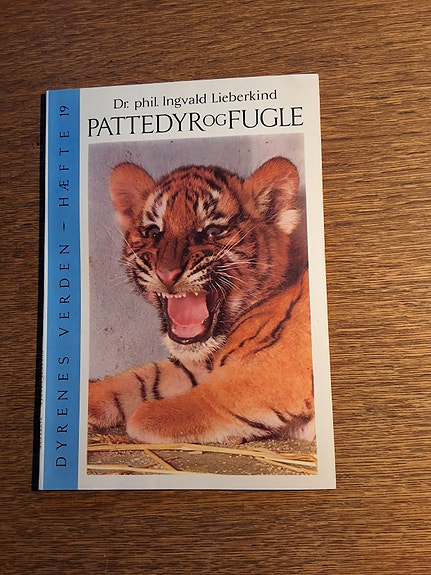 Dr. phil. Ingvald Lieberkind
PATTEDYR OG FUGLE
DYRENES VERDEN – HÆFTE 19